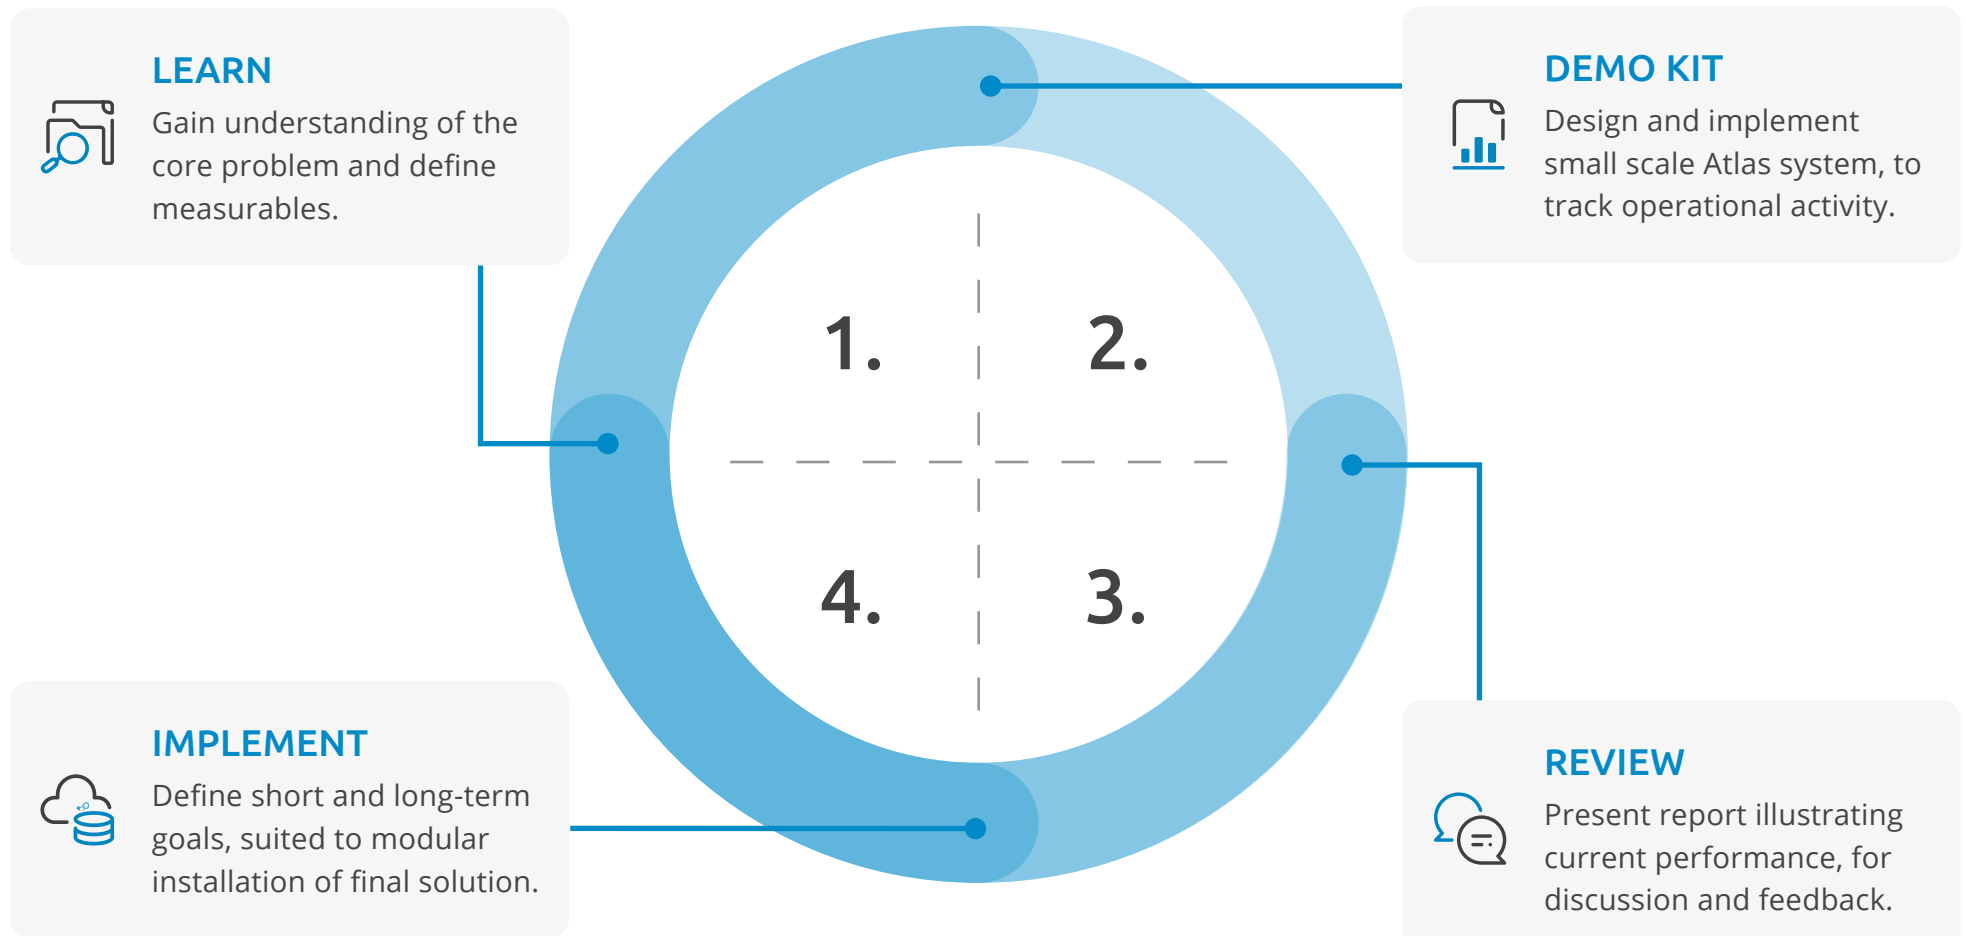 LEARN
Gain understanding of the
core problem and define
measurables.
DEMO KIT
Design and implement
small scale Atlas system, to
track operational activity.
1.
2.
4.
3.
IMPLEMENT
Define short and long-term
goals, suited to modular
installation of final solution.
REVIEW
Present report illustrating
current performance, for
discussion and feedback.